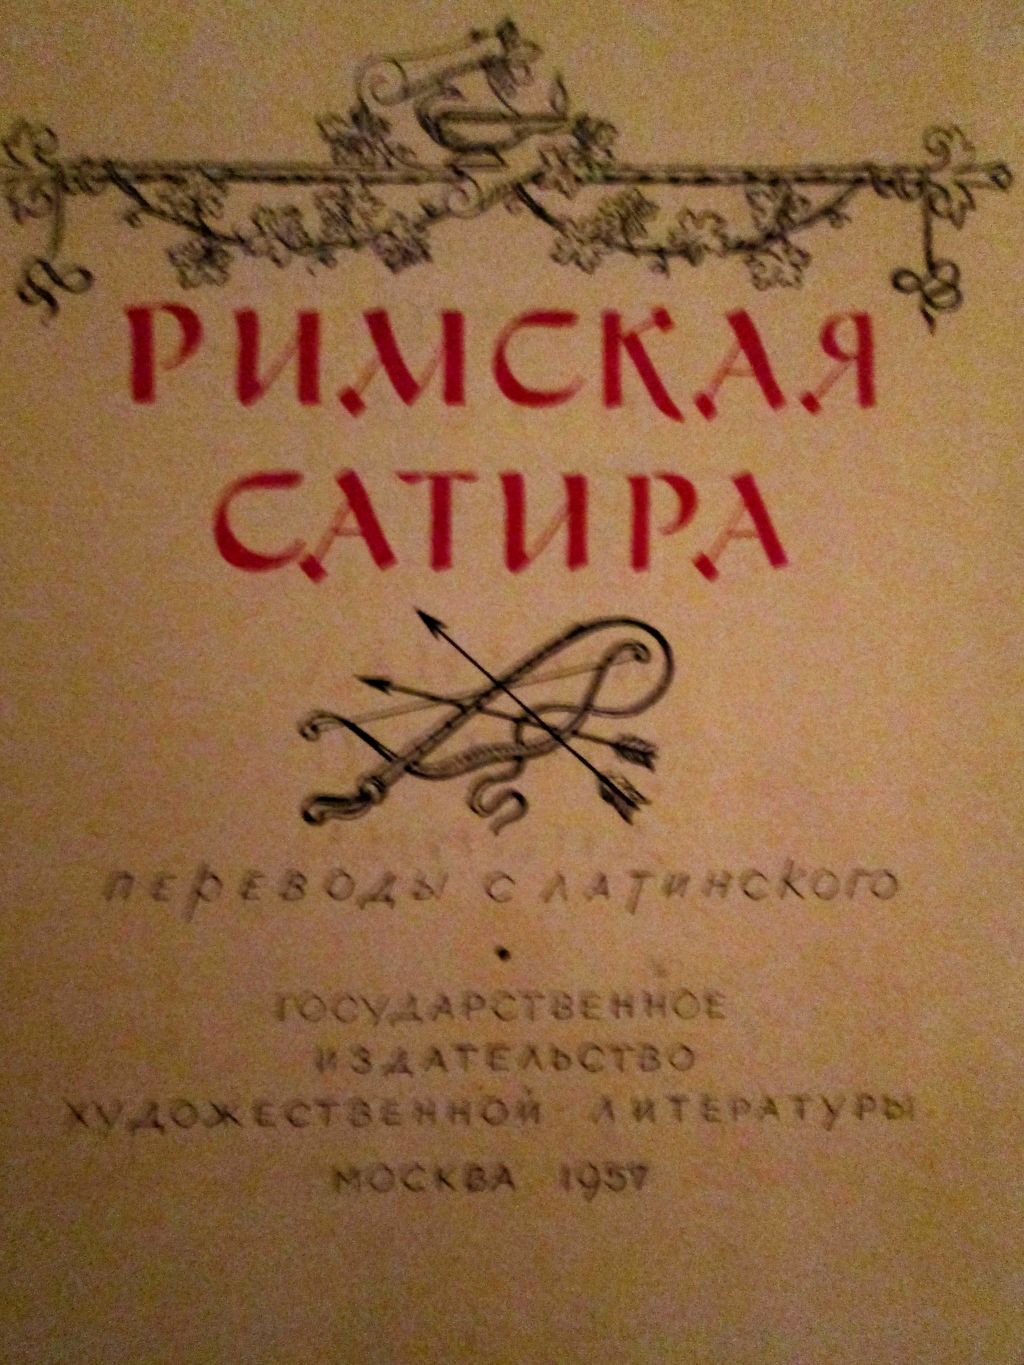 РИМСКАЯ
САТИРА
переводы с латинского
•
ГОСУДАРСТВЕННОЕ
ИЗДАТЕЛЬСТВО
ХУДОЖЕСТВЕННОЙ ЛИТЕРАТУРЫ
МОСКВА 1957